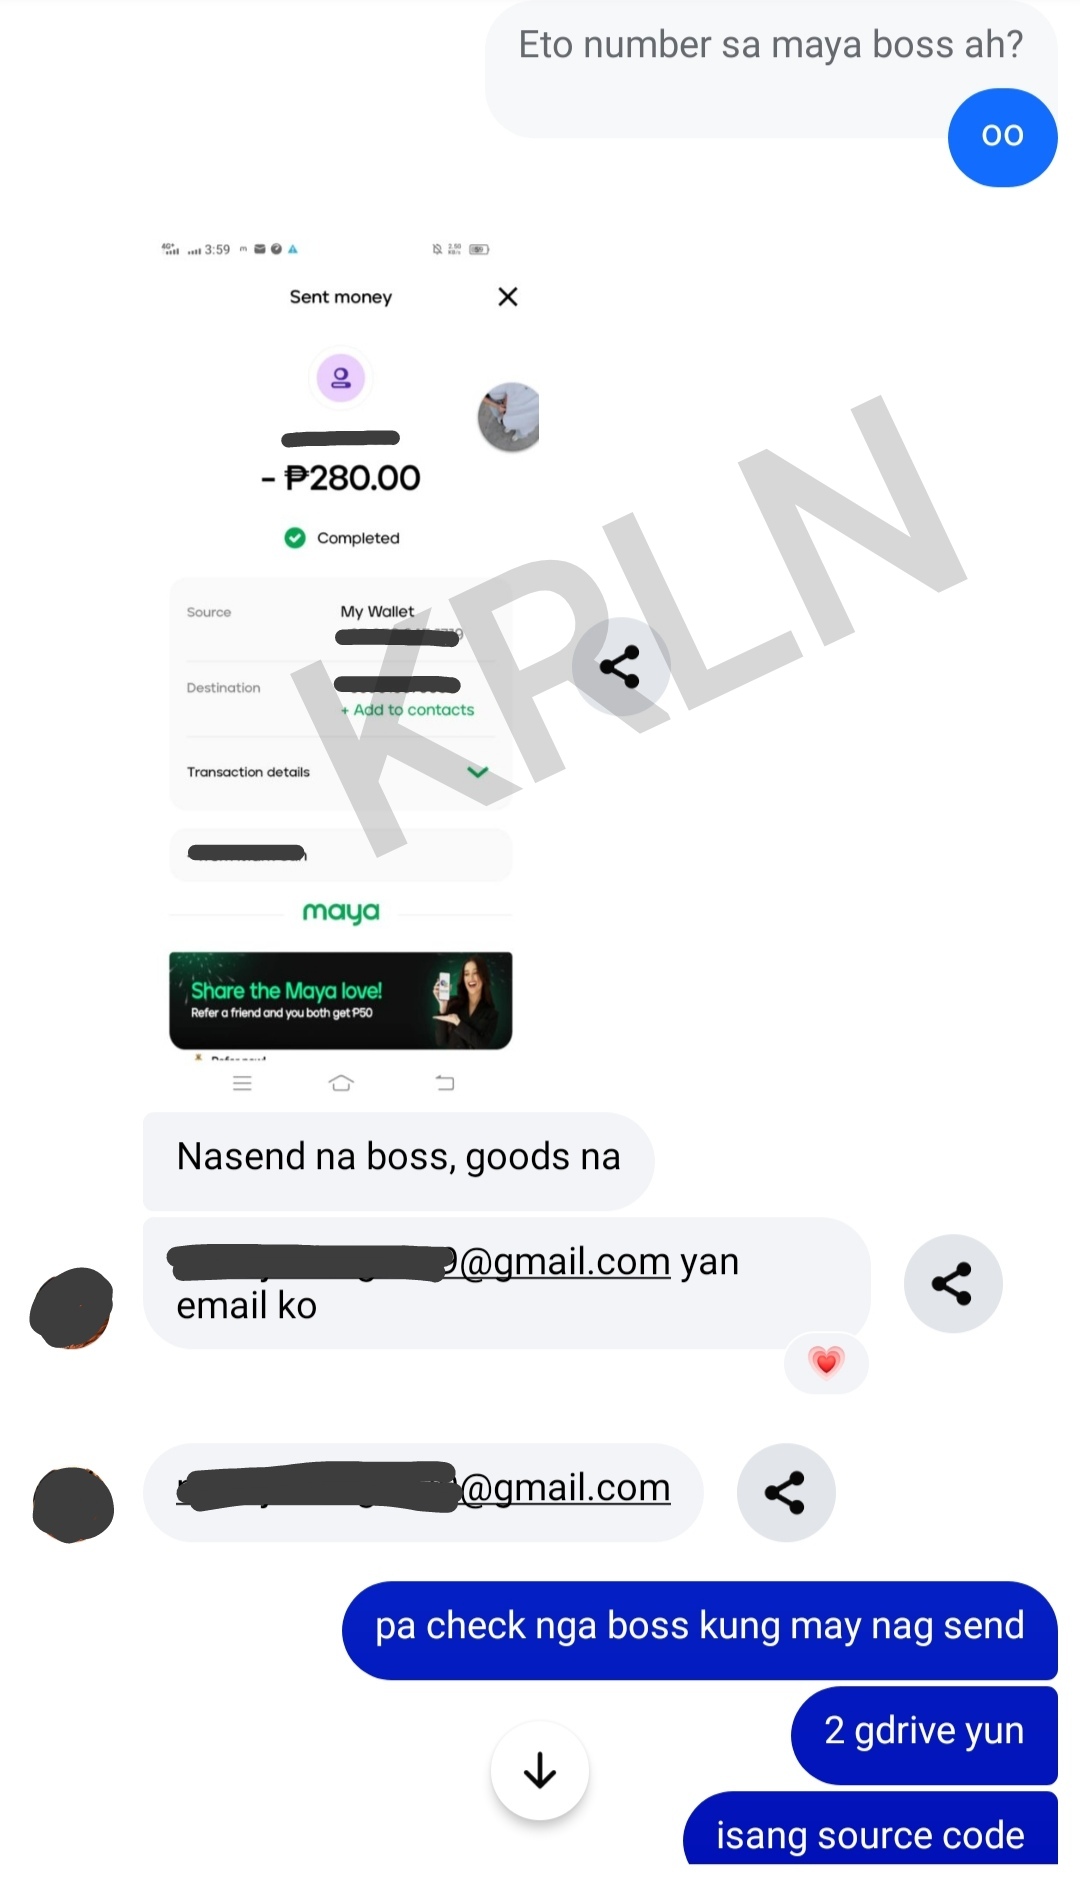 Eto number sa maya boss ah?
oo
3:59
Sent money
- ₱280.00
Completed
Source
My Wallet
Destination
+ Add to contacts
Transaction details
maya
Share the Maya love!
Refer a friend and you both get ₱50
KRLN
Nasend na boss, goods na
9@gmail.com yan
email ko
@gmail.com
pa check nga boss kung may nag send
2 gdrive yun
isang source code